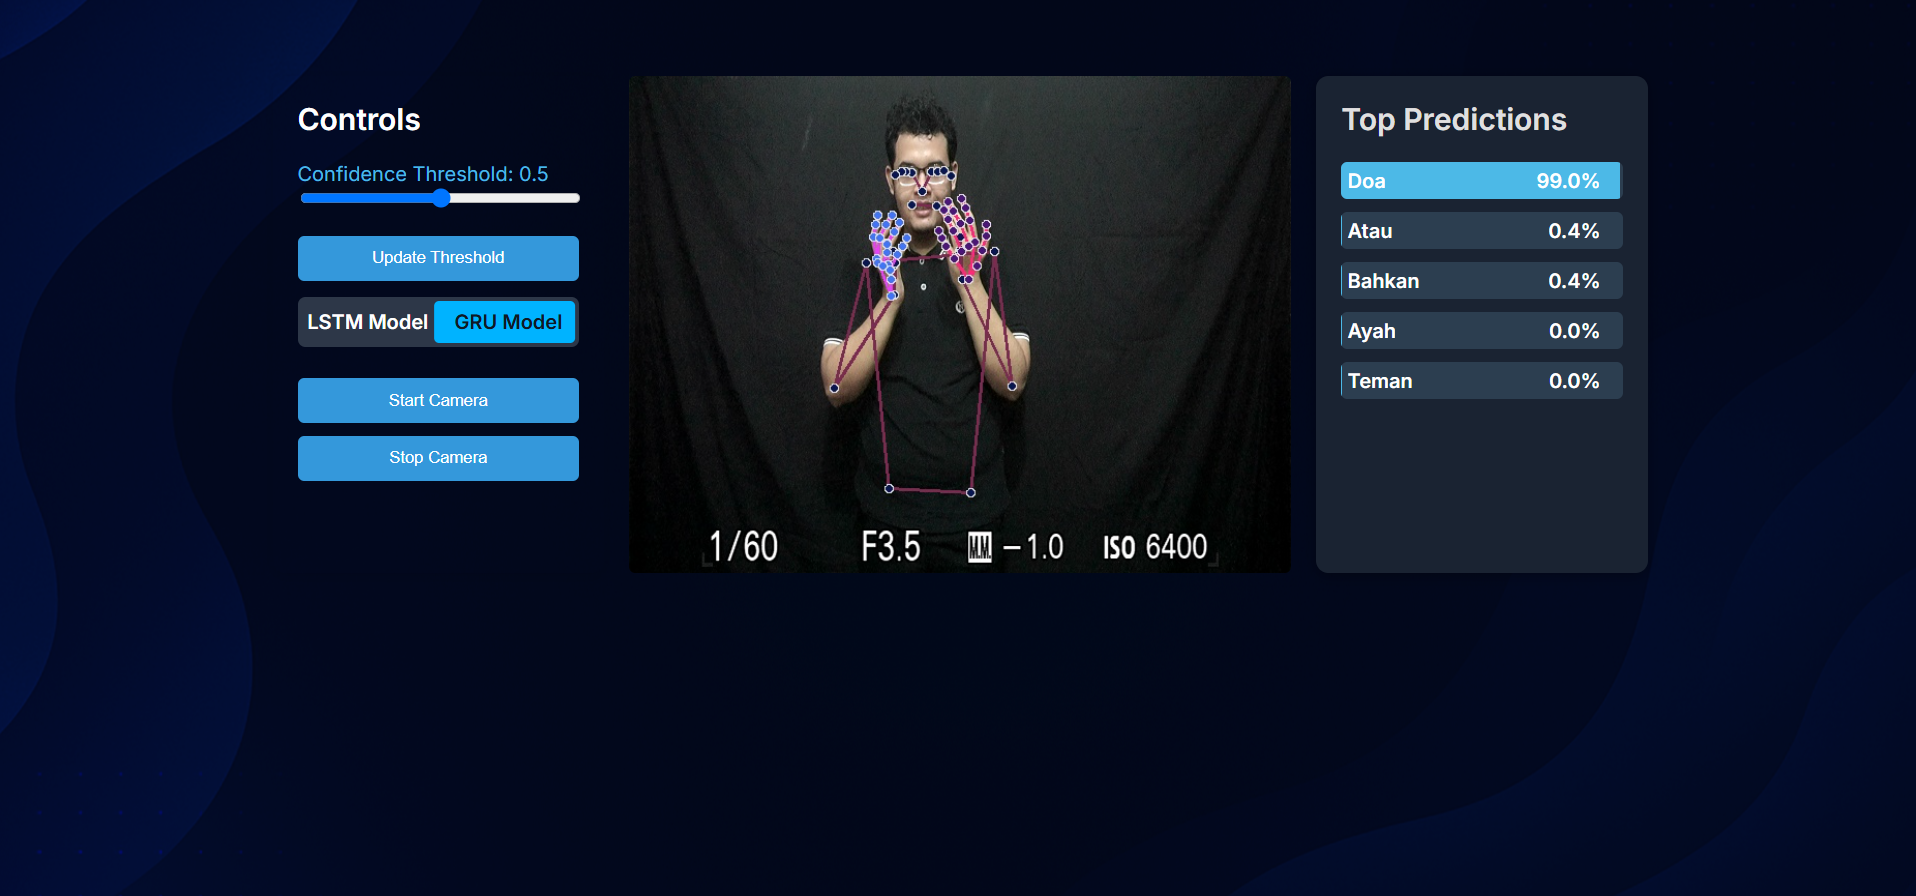 Controls
Confidence Threshold: 0.5
Update Threshold
LSTM Model GRU Model
Start Camera
Stop Camera
1/60 F3.5 M.M. −1.0 ISO 6400
Top Predictions
Doa 99.0%
Atau 0.4%
Bahkan 0.4%
Ayah 0.0%
Teman 0.0%